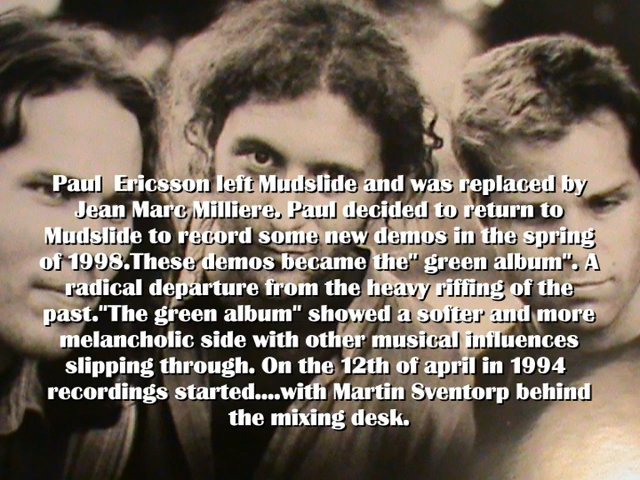 Paul  Ericsson left Mudslide and was replaced by
Jean Marc Milliere. Paul decided to return to
Mudslide to record some new demos in the spring
of 1998.These demos became the" green album". A
radical departure from the heavy riffing of the
past."The green album" showed a softer and more
melancholic side with other musical influences
slipping through. On the 12th of april in 1994
recordings started....with Martin Sventorp behind
the mixing desk.